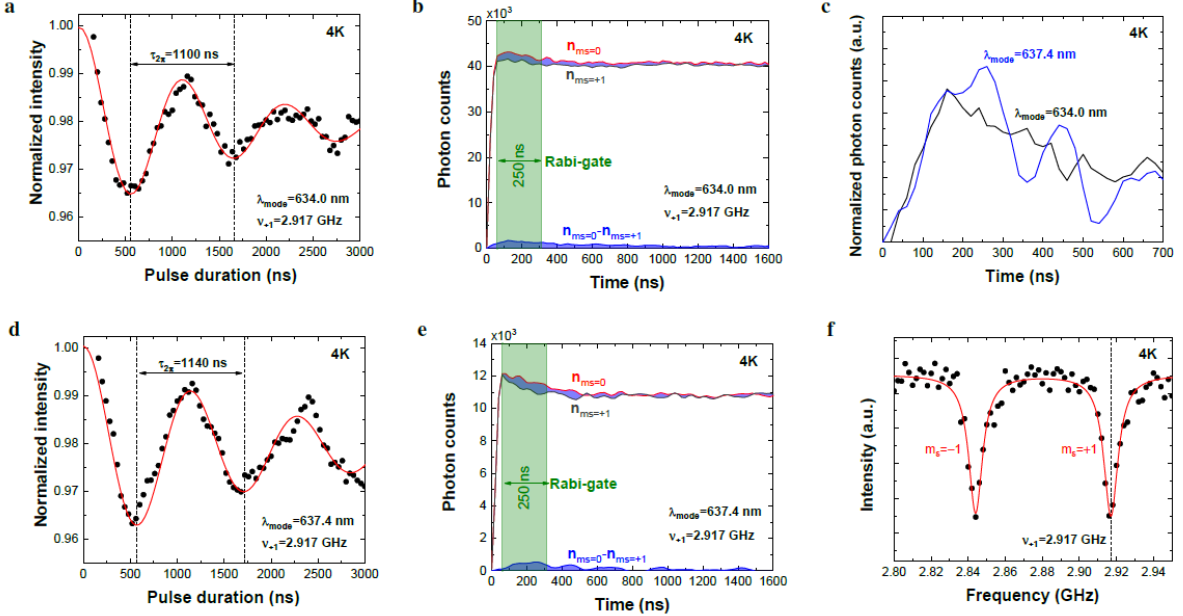 a
4K
τ2π=1100 ns
λmode=634.0 nm
ν+1=2.917 GHz
Normalized intensity
1.00
0.99
0.98
0.97
0.96
0 500 1000 1500 2000 2500 3000
Pulse duration (ns)
b
×10³
4K
nms=0
nms=+1
250 ns
Rabi-gate
λmode=634.0 nm
ν+1=2.917 GHz
nms=0-nms=+1
Photon counts
50
40
30
20
10
0
0 200 400 600 800 1000 1200 1400 1600
Time (ns)
c
4K
λmode=637.4 nm
λmode=634.0 nm
Normalized photon counts (a.u.)
0 100 200 300 400 500 600 700
Time (ns)
d
4K
τ2π=1140 ns
λmode=637.4 nm
ν+1=2.917 GHz
Normalized intensity
1.00
0.99
0.98
0.97
0.96
0 500 1000 1500 2000 2500 3000
Pulse duration (ns)
e
×10³
4K
nms=0
nms=+1
250 ns
Rabi-gate
λmode=637.4 nm
ν+1=2.917 GHz
nms=0-nms=+1
Photon counts
14
12
10
8
6
4
2
0
0 200 400 600 800 1000 1200 1400 1600
Time (ns)
f
4K
ms=−1
ms=+1
ν+1=2.917 GHz
Intensity (a.u.)
2.80 2.82 2.84 2.86 2.88 2.90 2.92 2.94
Frequency (GHz)